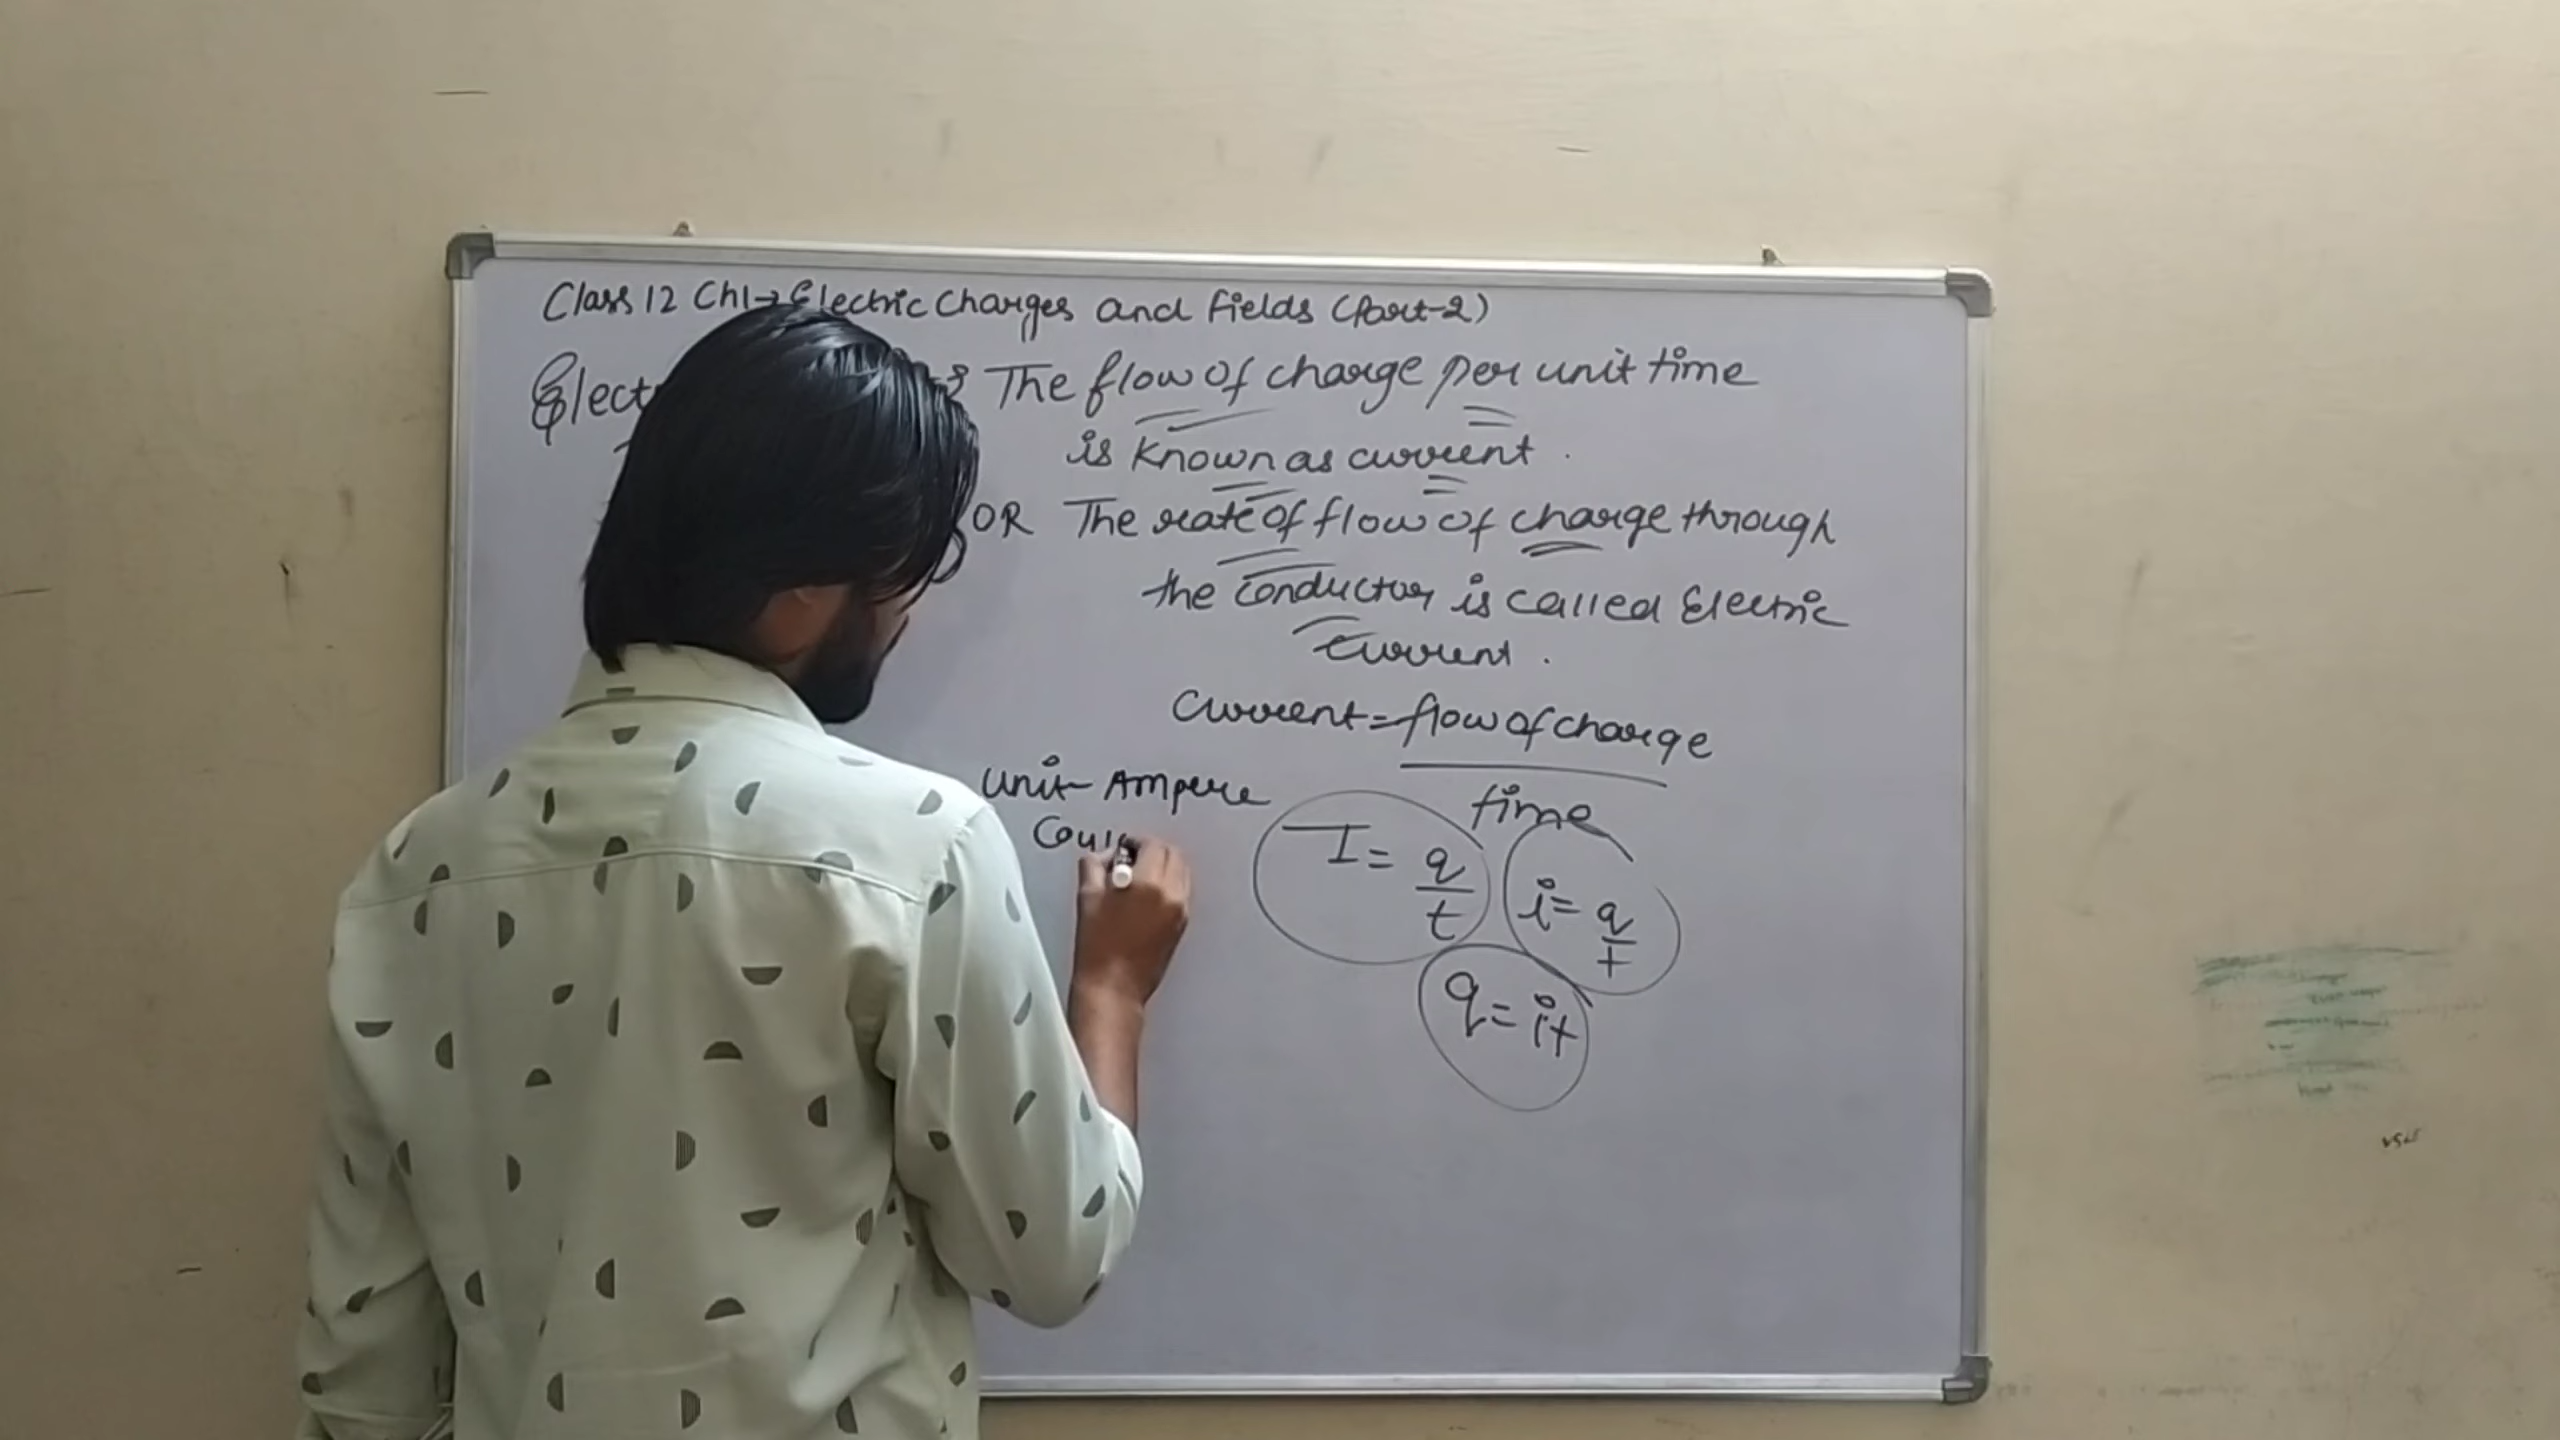 Class 12 Ch1→ Electric Charges and fields (Part-2)
The flow of charge per unit time
is known as current.
OR The rate of flow of charge through
the conductor is called Electric
Current.
Current = flow of charge
time
Unit- Ampere
I = q
t
i = q
t
q = it